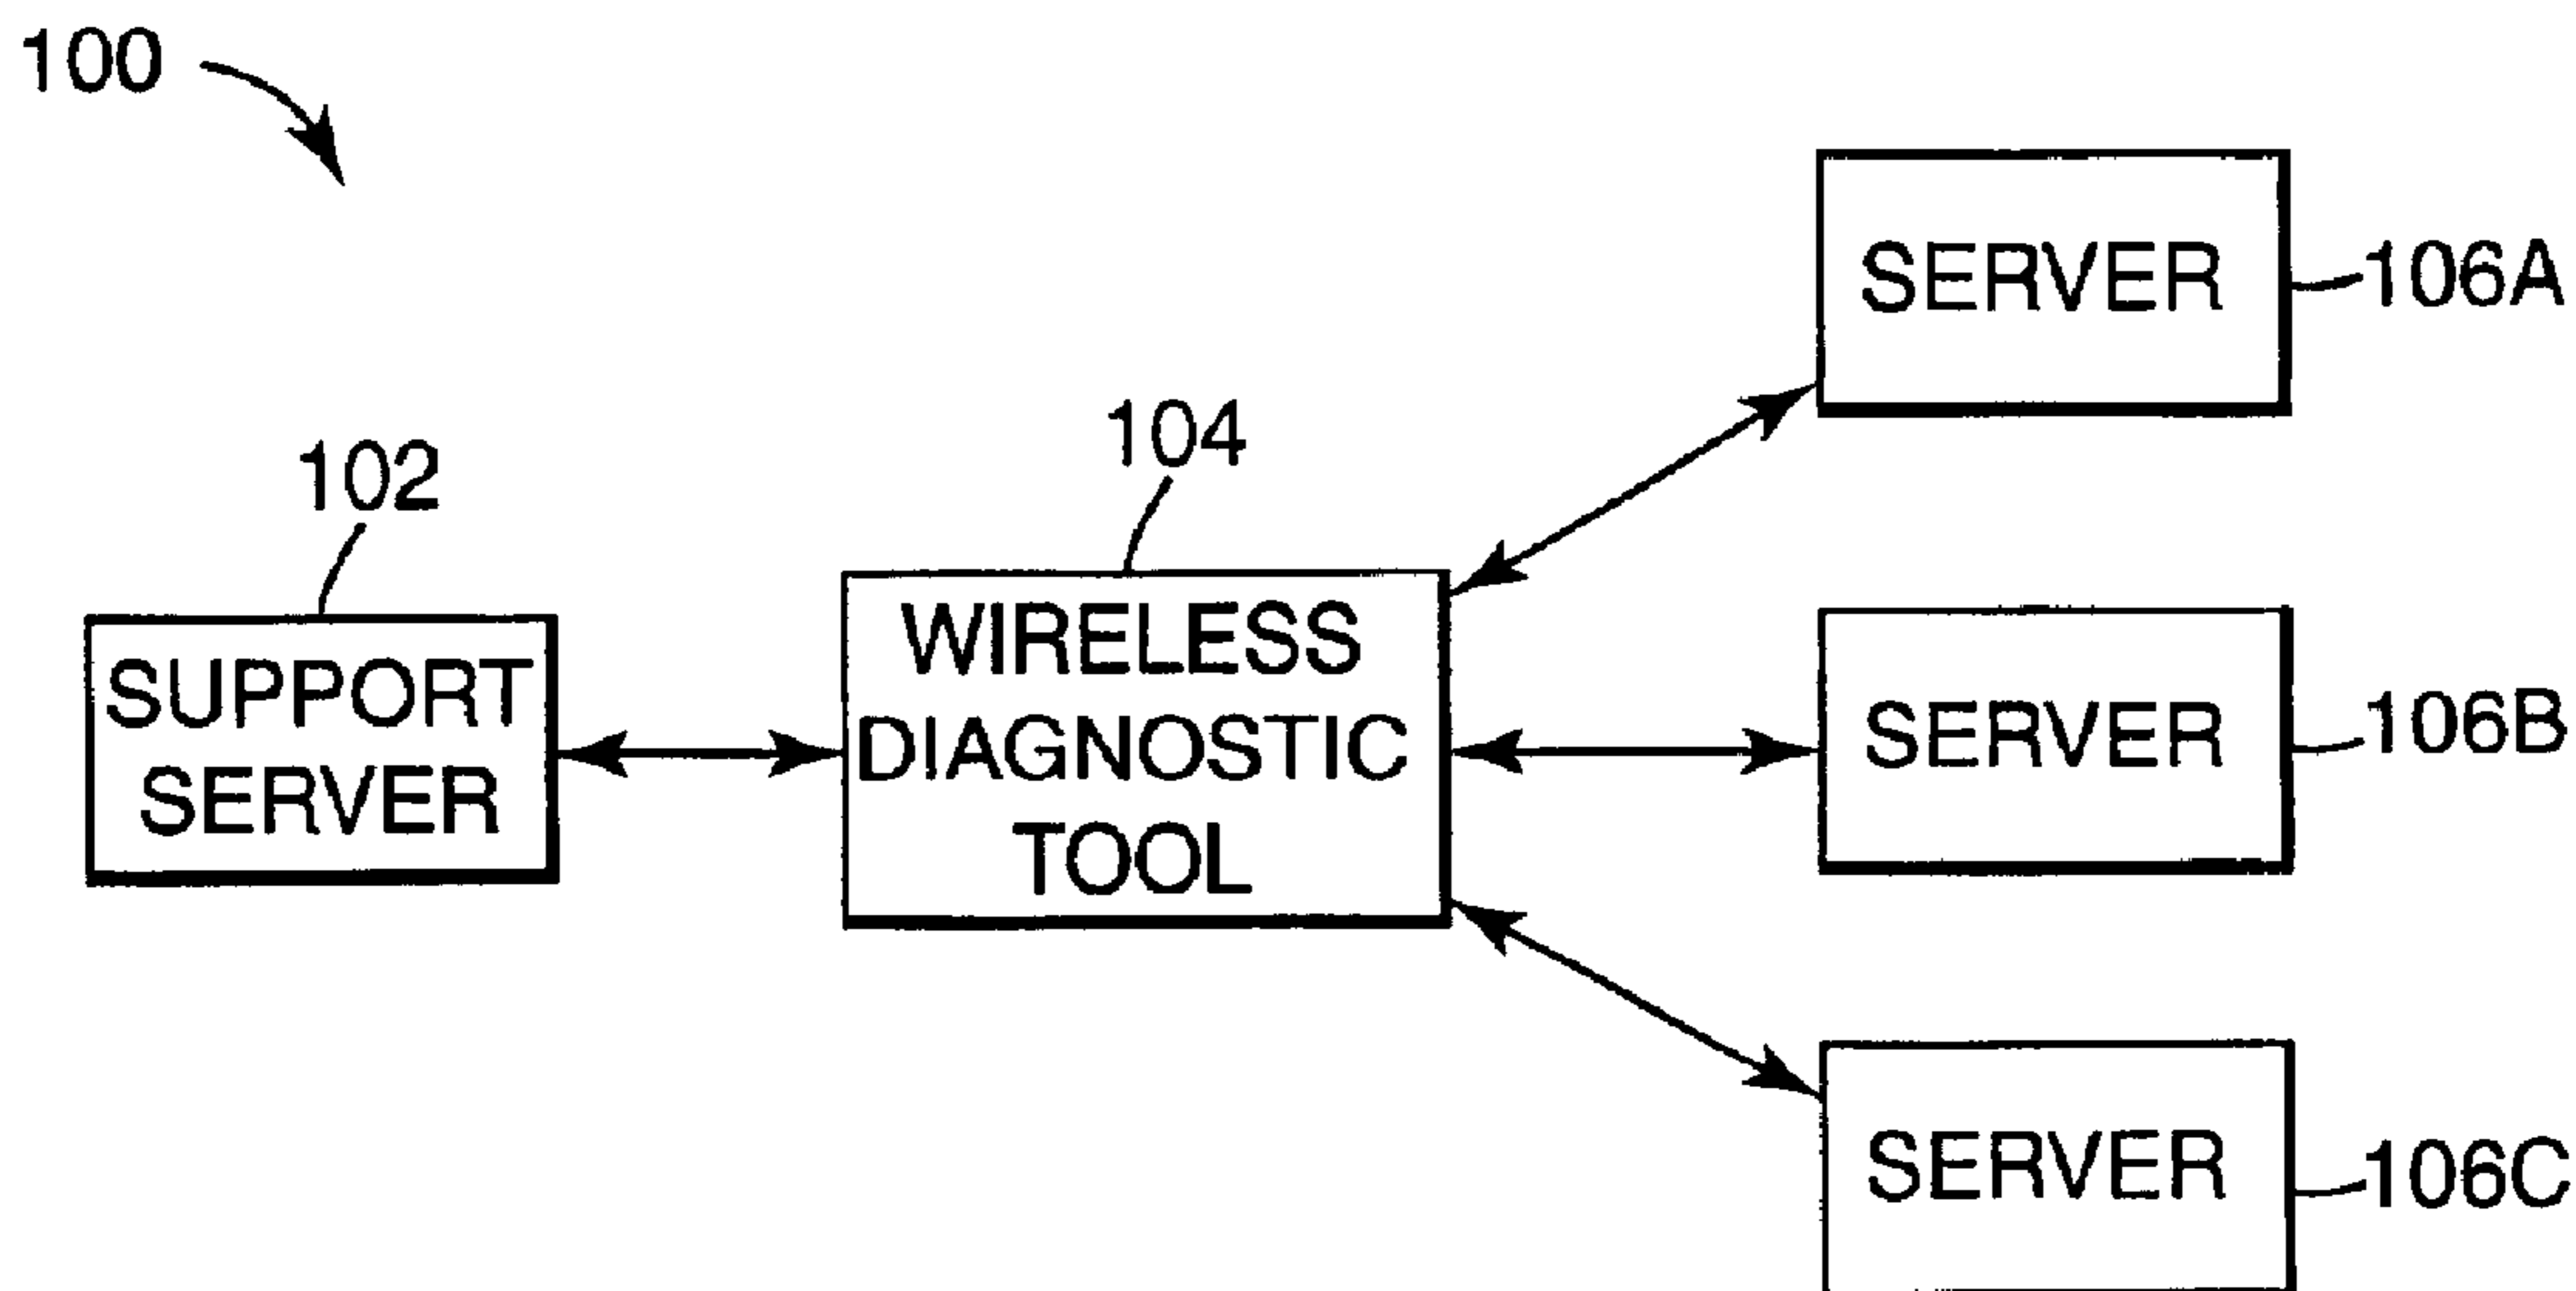 100
SERVER
106A
104
102
WIRELESS
DIAGNOSTIC
TOOL
SUPPORT
SERVER
SERVER
106B
SERVER
106C